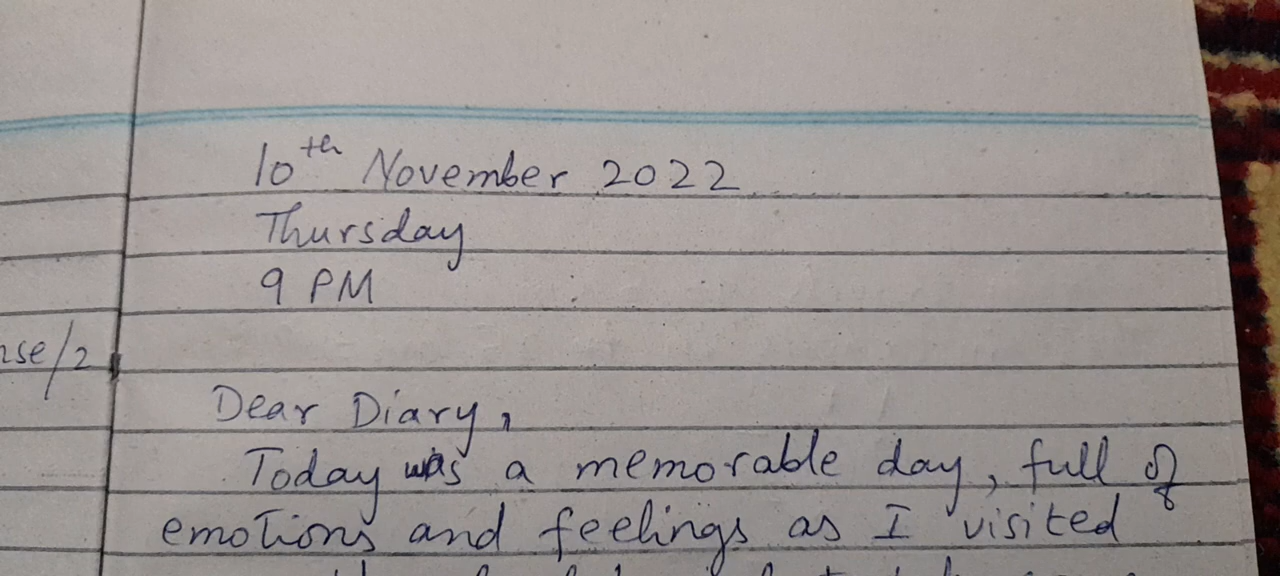 10th November 2022
Thursday
9 PM
/2
Dear Diary,
Today was a memorable day, full of
emotions and feelings as I visited